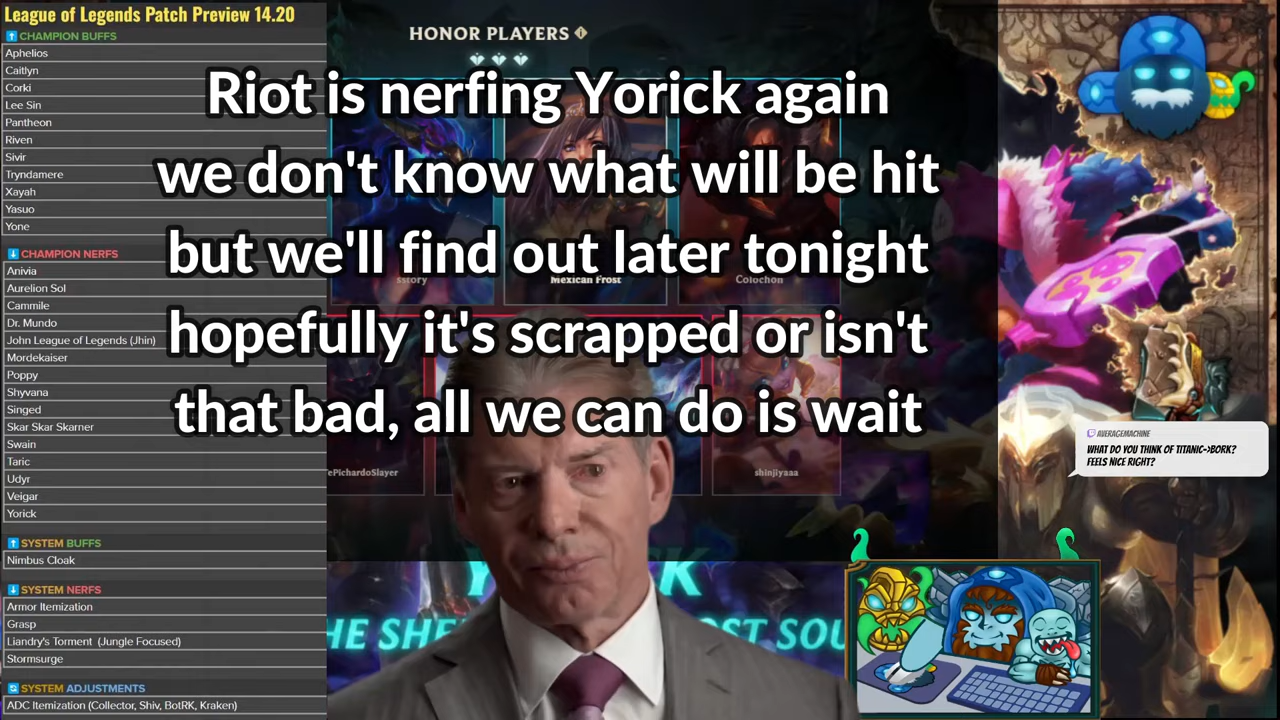 League of Legends Patch Preview 14.20
CHAMPION BUFFS
Aphelios
Caitlyn
Corki
Lee Sin
Pantheon
Riven
Sivir
Tryndamere
Xayah
Yasuo
Yone
CHAMPION NERFS
Anivia
Aurelion Sol
Cammile
Dr. Mundo
John League of Legends (Jhin)
Mordekaiser
Poppy
Shyvana
Singed
Skar Skar Skarner
Swain
Taric
Udyr
Veigar
Yorick
SYSTEM BUFFS
Nimbus Cloak
SYSTEM NERFS
Armor Itemization
Grasp
Liandry's Torment (Jungle Focused)
Stormsurge
SYSTEM ADJUSTMENTS
ADC Itemization (Collector, Shiv, BotRK, Kraken)
HONOR PLAYERS
Riot is nerfing Yorick again
we don't know what will be hit
but we'll find out later tonight
hopefully it's scrapped or isn't
that bad, all we can do is wait
sstory
Mexican Frost
Colochon
ePichardoSlayer
shinjiyaaa
AVERAGEMACHINE
WHAT DO YOU THINK OF TITANIC->BORK?
FEELS NICE RIGHT?